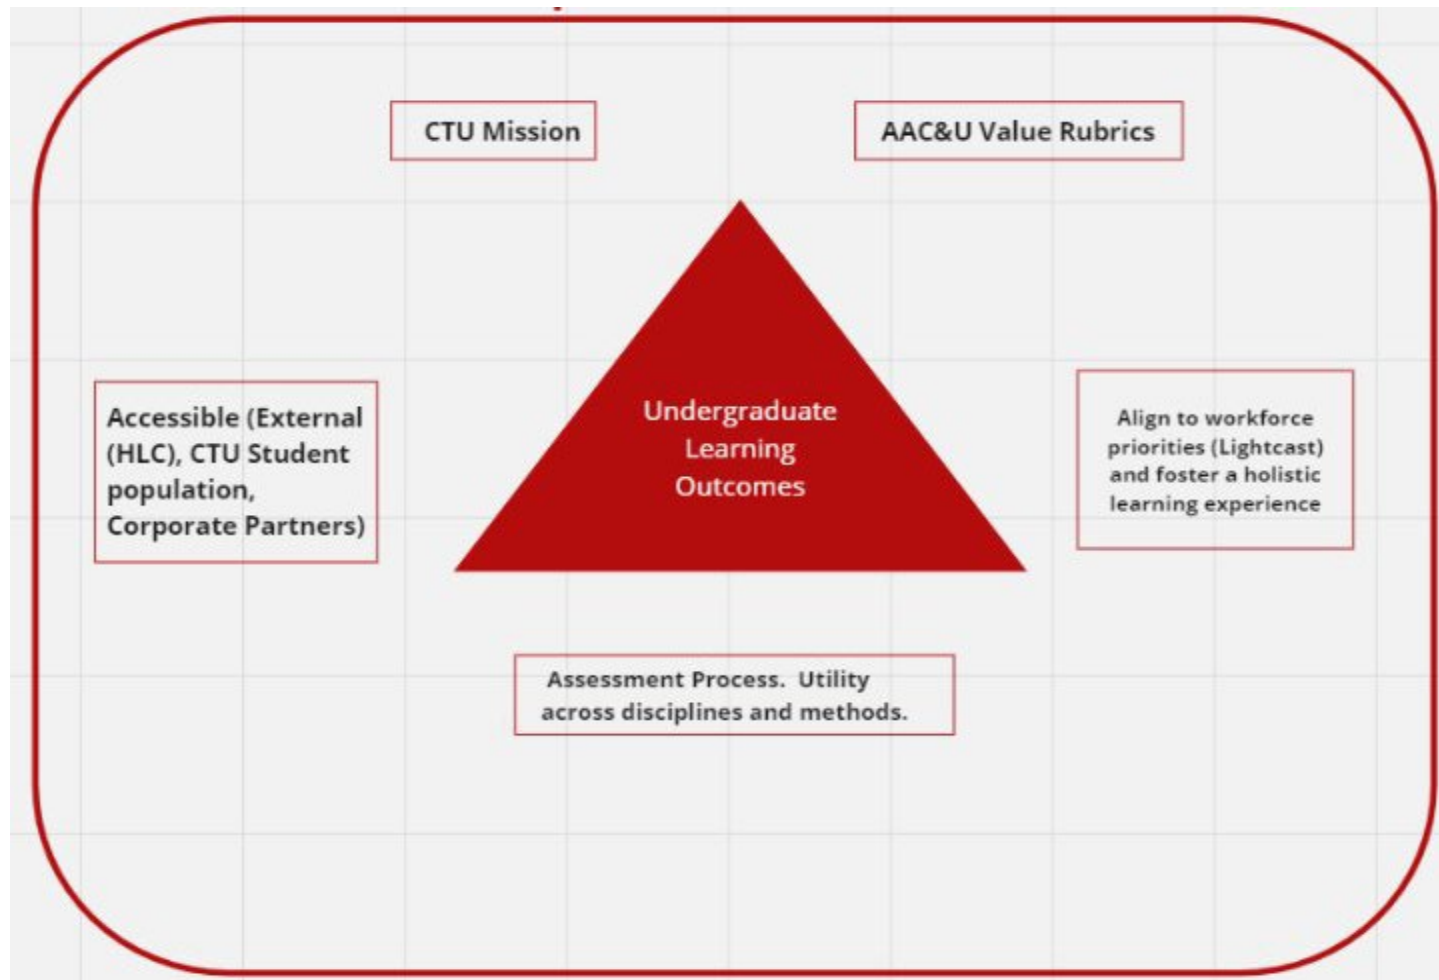 CTU Mission
AAC&U Value Rubrics
Undergraduate
Learning
Outcomes
Accessible (External
(HLC), CTU Student
population,
Corporate Partners)
Align to workforce
priorities (Lightcast)
and foster a holistic
learning experience
Assessment Process.  Utility
across disciplines and methods.